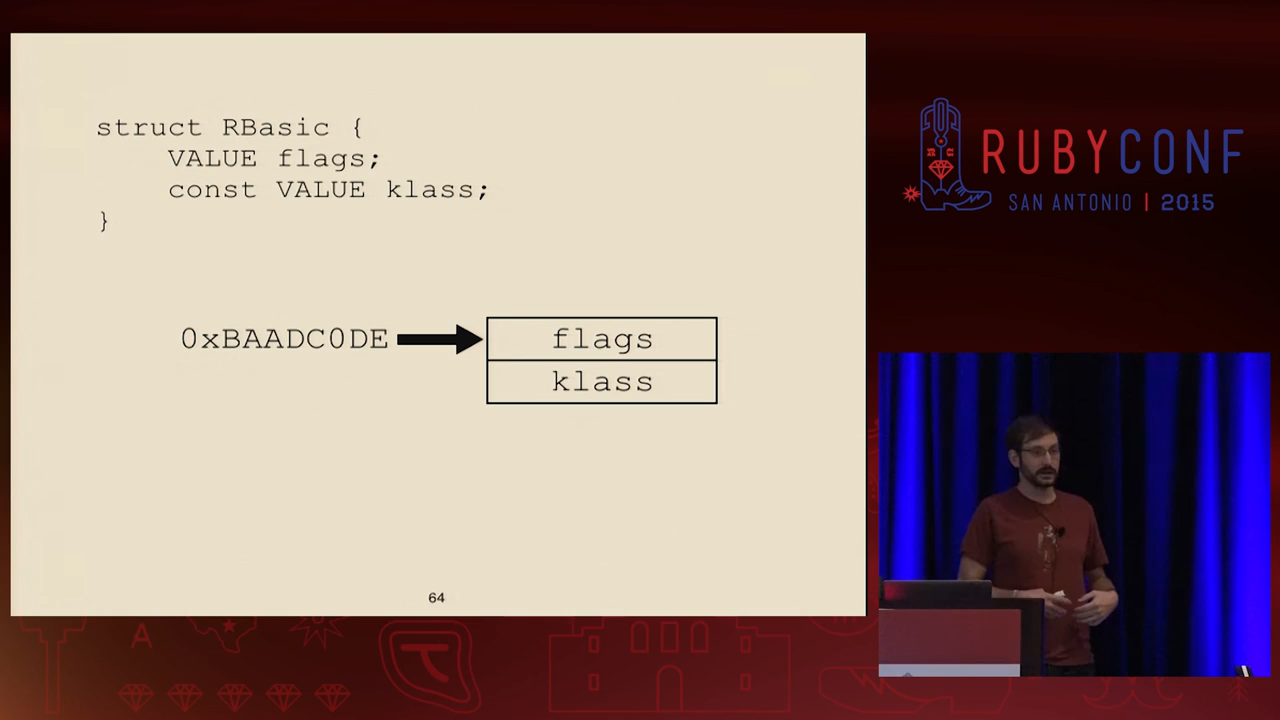 struct RBasic {
VALUE flags;
const VALUE klass;
}
0xBAADC0DE
flags
klass
64
RUBYCONF
SAN ANTONIO | 2015